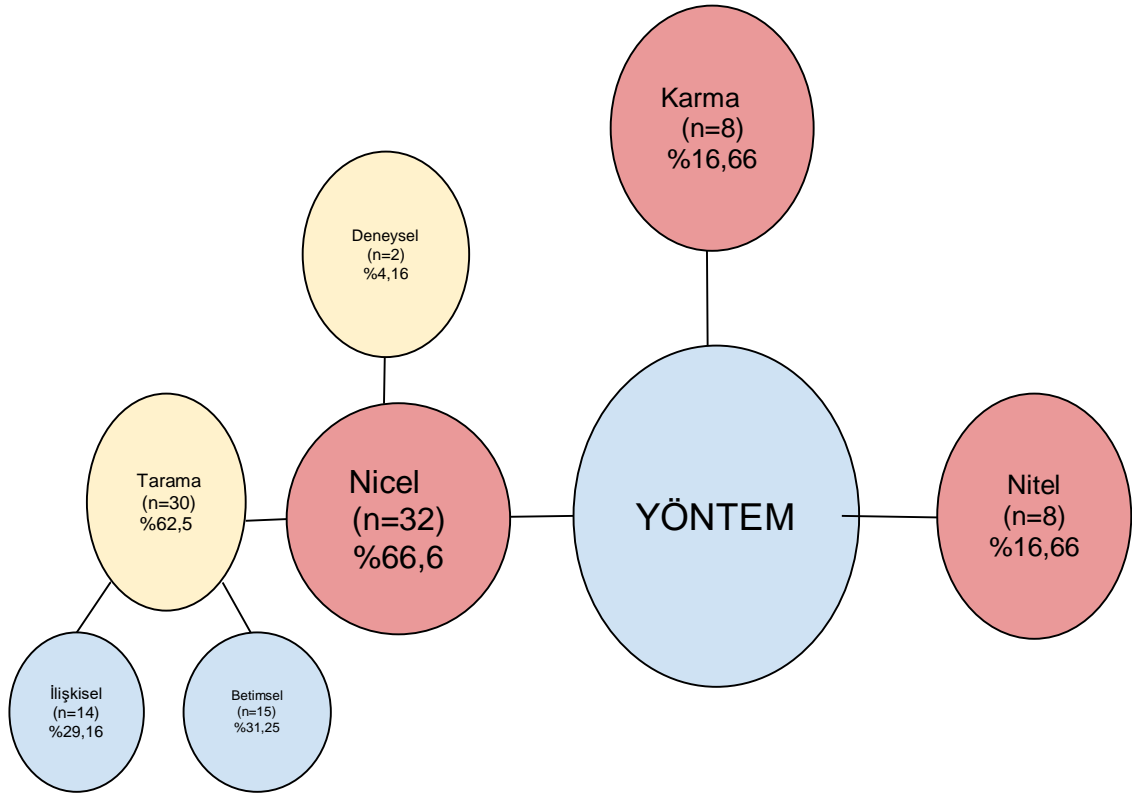 Karma
(n=8)
%16,66
Deneysel
(n=2)
%4,16
Tarama
(n=30)
%62,5
Nicel
(n=32)
%66,6
YÖNTEM
Nitel
(n=8)
%16,66
İlişkisel
(n=14)
%29,16
Betimsel
(n=15)
%31,25